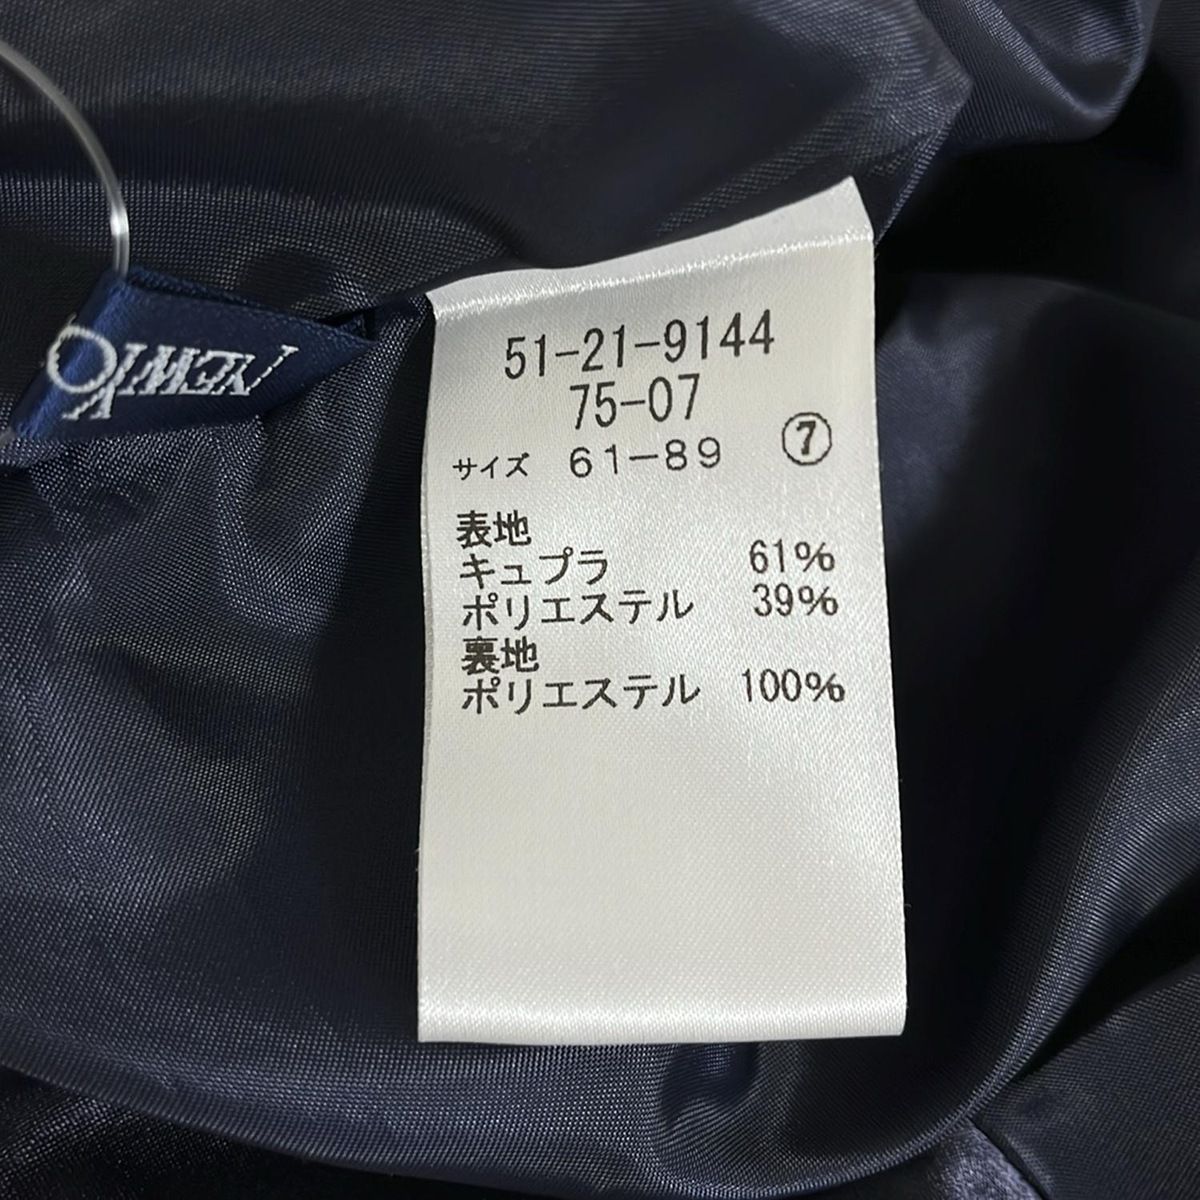 51-21-9144
75-07
サイズ 61-89 ⑦
表地
キュプラ 61%
ポリエステル 39%
裏地
ポリエステル 100%